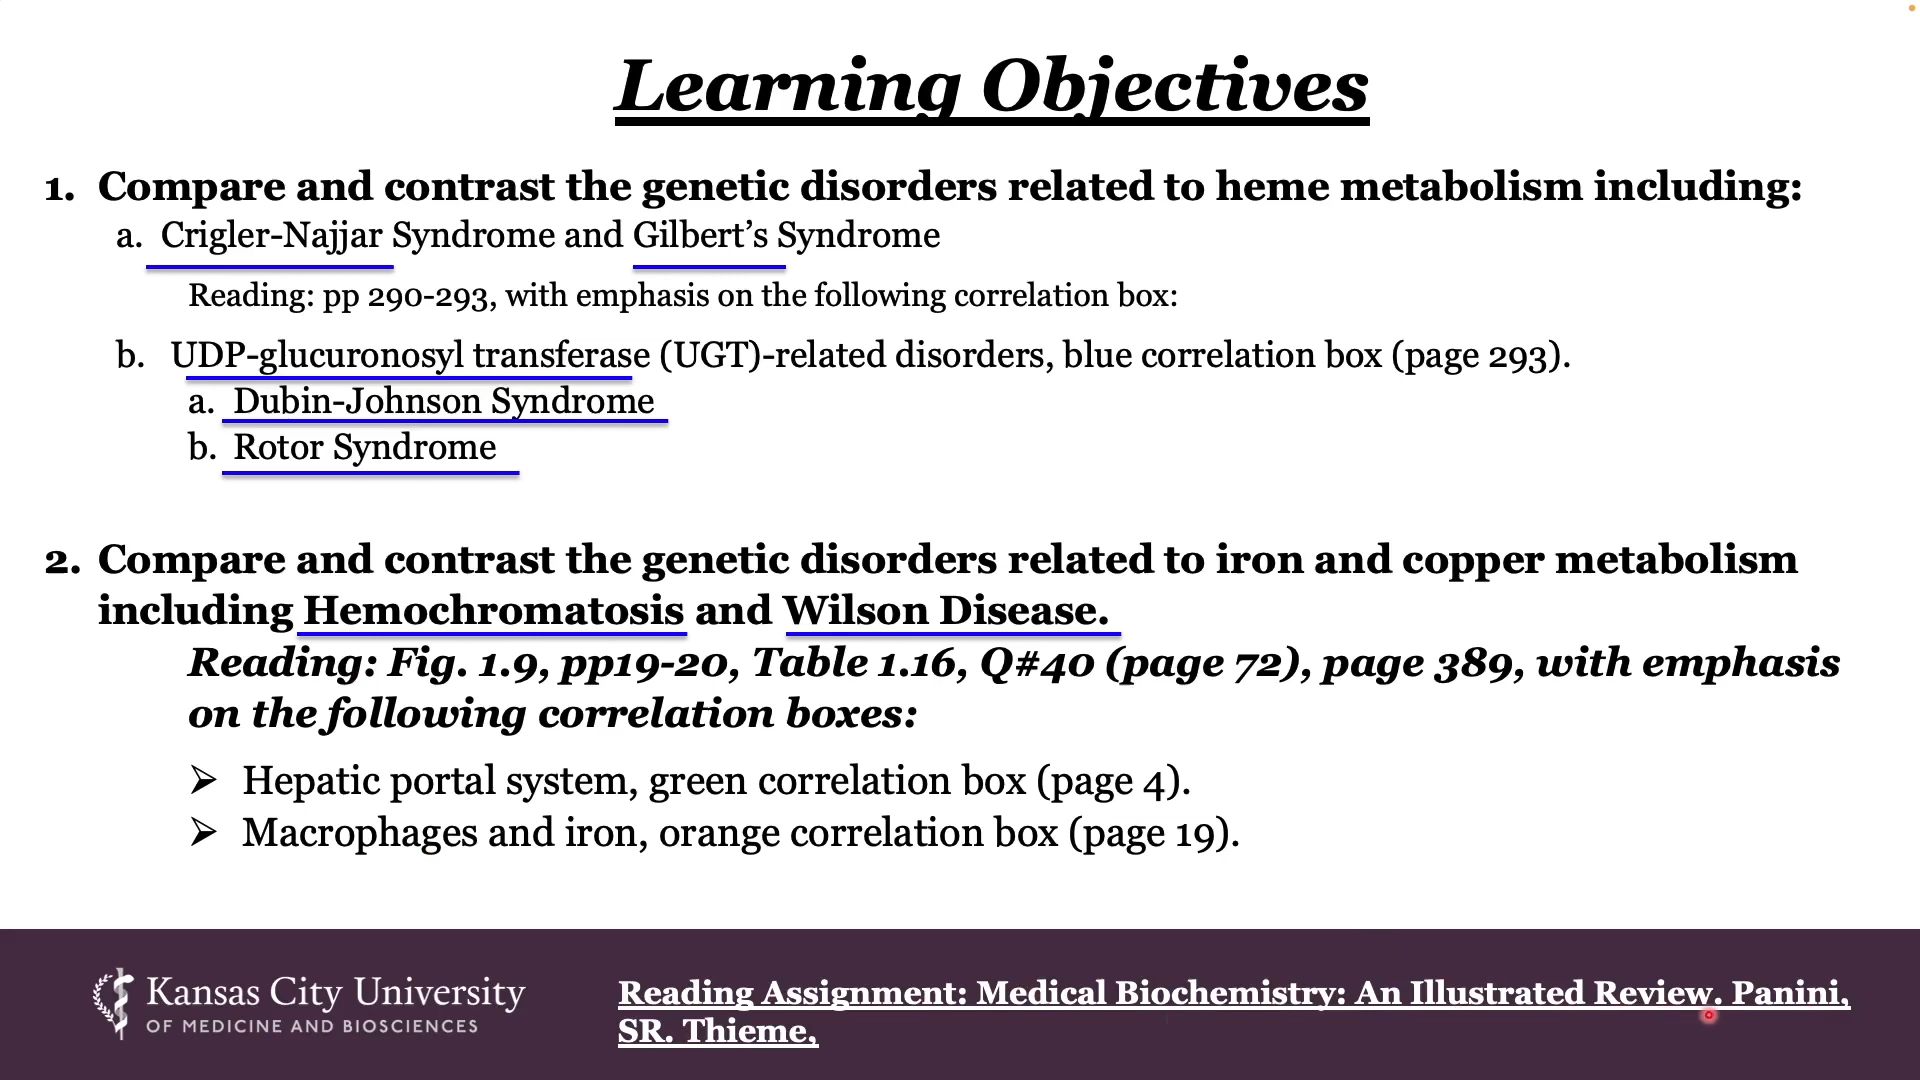 Learning Objectives
1. Compare and contrast the genetic disorders related to heme metabolism including:
a. Crigler-Najjar Syndrome and Gilbert’s Syndrome
Reading: pp 290-293, with emphasis on the following correlation box:
b. UDP-glucuronosyl transferase (UGT)-related disorders, blue correlation box (page 293).
a. Dubin-Johnson Syndrome
b. Rotor Syndrome
2. Compare and contrast the genetic disorders related to iron and copper metabolism
including Hemochromatosis and Wilson Disease.
Reading: Fig. 1.9, pp19-20, Table 1.16, Q#40 (page 72), page 389, with emphasis
on the following correlation boxes:
➢ Hepatic portal system, green correlation box (page 4).
➢ Macrophages and iron, orange correlation box (page 19).
Kansas City University
OF MEDICINE AND BIOSCIENCES
Reading Assignment: Medical Biochemistry: An Illustrated Review. Panini,
SR. Thieme,